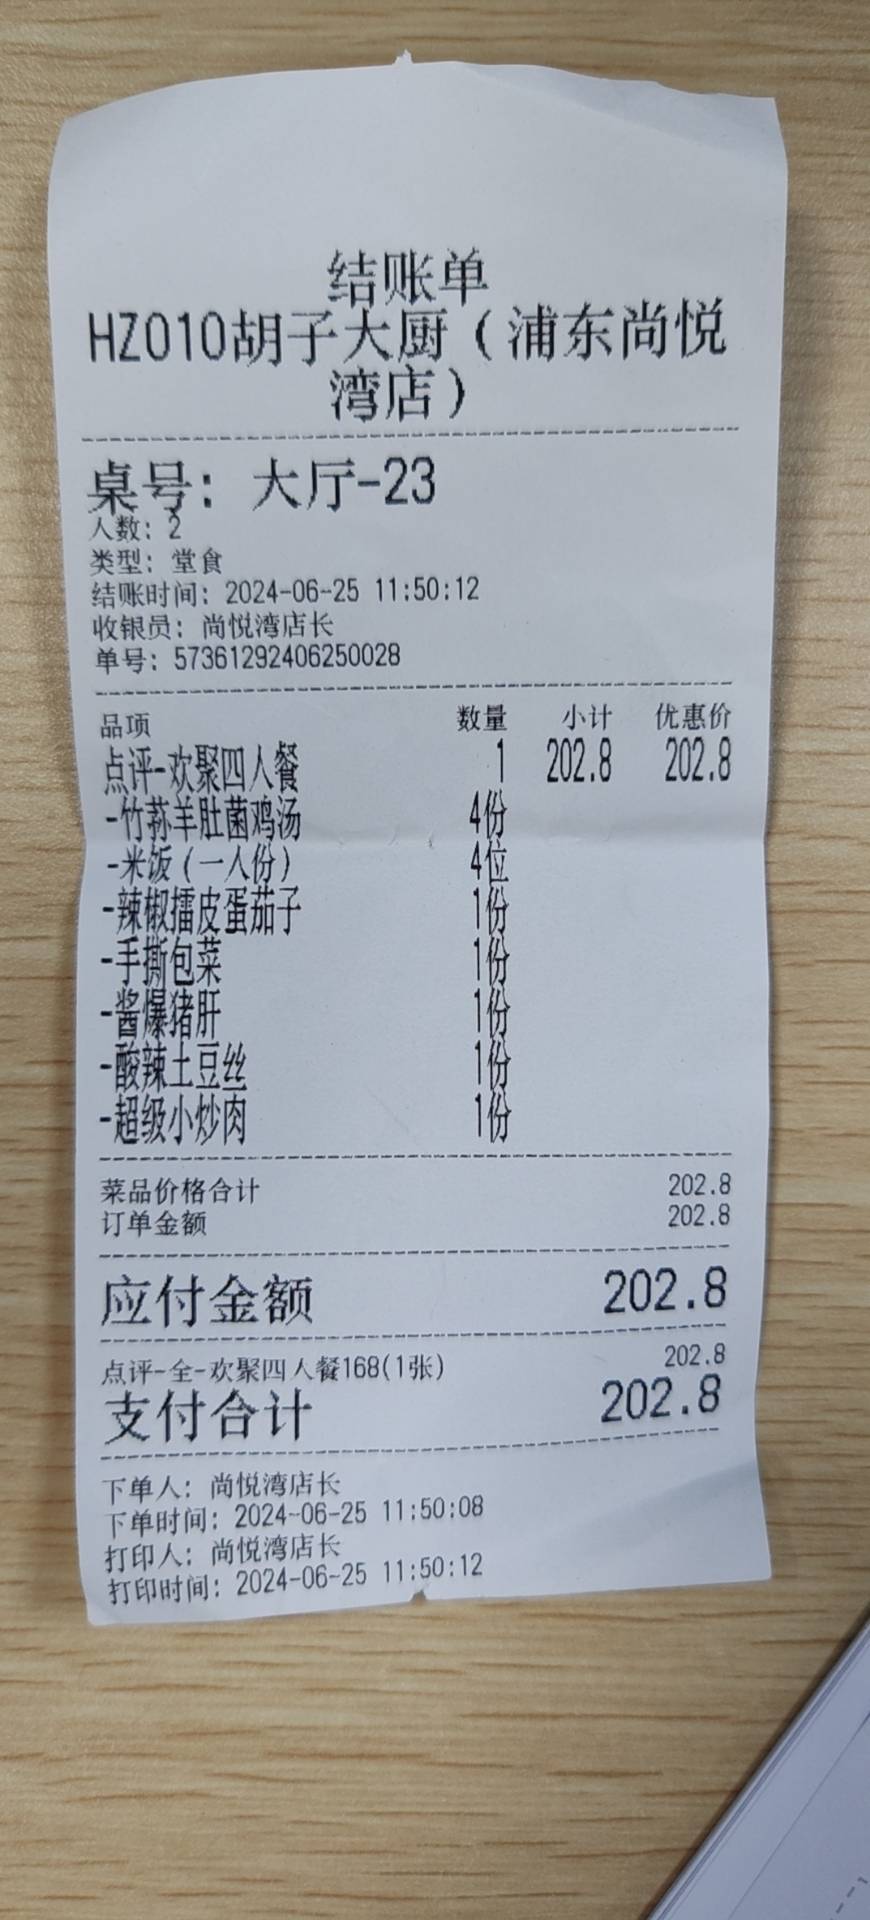 结账单
HZ010胡子大厨（浦东尚悦
湾店）
桌号：大厅-23
人数：2
类型：堂食
结账时间：2024-06-25 11:50:12
收银员：尚悦湾店长
单号：57361292406250028
品项 数量 小计 优惠价
点评-欢聚四人餐 1 202.8 202.8
-竹荪羊肚菌鸡汤 4份
-米饭（一人份） 4位
-辣椒擂皮蛋茄子 1份
-手撕包菜 1份
-酱爆猪肝 1份
-酸辣土豆丝 1份
-超级小炒肉 1份
菜品价格合计 202.8
订单金额 202.8
应付金额 202.8
点评-全-欢聚四人餐168(1张) 202.8
支付合计 202.8
下单人：尚悦湾店长
下单时间：2024-06-25 11:50:08
打印人：尚悦湾店长
打印时间：2024-06-25 11:50:12